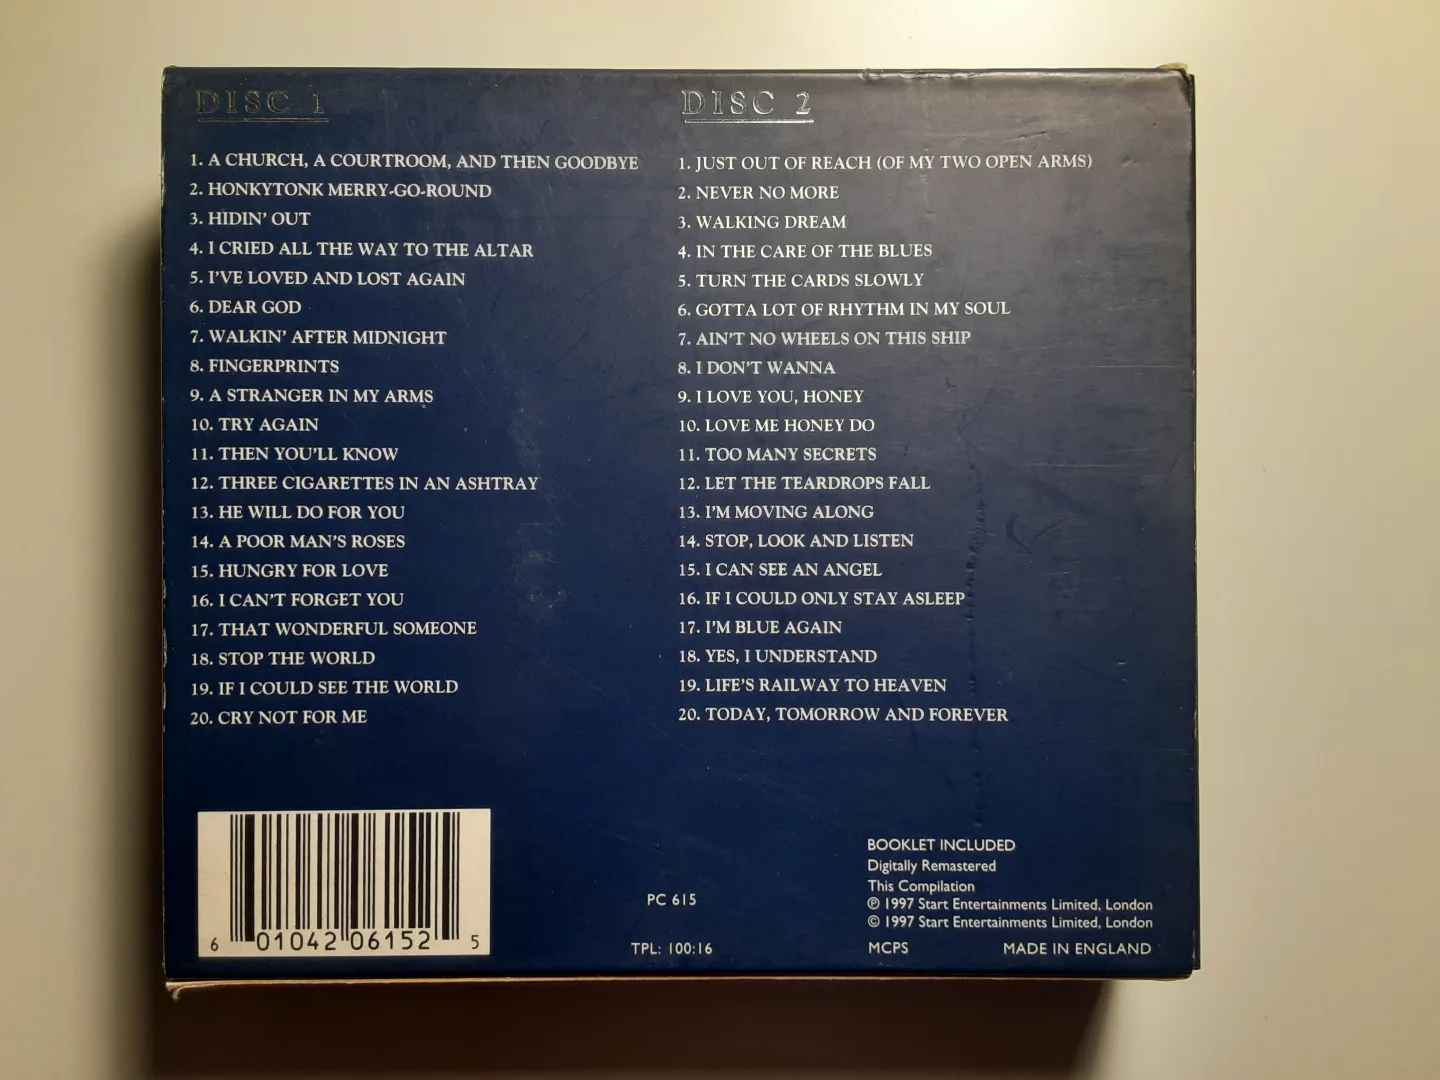 DISC 1
1. A CHURCH, A COURTROOM, AND THEN GOODBYE
2. HONKYTONK MERRY-GO-ROUND
3. HIDIN' OUT
4. I CRIED ALL THE WAY TO THE ALTAR
5. I'VE LOVED AND LOST AGAIN
6. DEAR GOD
7. WALKIN' AFTER MIDNIGHT
8. FINGERPRINTS
9. A STRANGER IN MY ARMS
10. TRY AGAIN
11. THEN YOU'LL KNOW
12. THREE CIGARETTES IN AN ASHTRAY
13. HE WILL DO FOR YOU
14. A POOR MAN'S ROSES
15. HUNGRY FOR LOVE
16. I CAN'T FORGET YOU
17. THAT WONDERFUL SOMEONE
18. STOP THE WORLD
19. IF I COULD SEE THE WORLD
20. CRY NOT FOR ME
DISC 2
1. JUST OUT OF REACH (OF MY TWO OPEN ARMS)
2. NEVER NO MORE
3. WALKING DREAM
4. IN THE CARE OF THE BLUES
5. TURN THE CARDS SLOWLY
6. GOTTA LOT OF RHYTHM IN MY SOUL
7. AIN'T NO WHEELS ON THIS SHIP
8. I DON'T WANNA
9. I LOVE YOU, HONEY
10. LOVE ME HONEY DO
11. TOO MANY SECRETS
12. LET THE TEARDROPS FALL
13. I'M MOVING ALONG
14. STOP, LOOK AND LISTEN
15. I CAN SEE AN ANGEL
16. IF I COULD ONLY STAY ASLEEP
17. I'M BLUE AGAIN
18. YES, I UNDERSTAND
19. LIFE'S RAILWAY TO HEAVEN
20. TODAY, TOMORROW AND FOREVER
6 01042 06152 5
PC 615
TPL: 100:16
BOOKLET INCLUDED
Digitally Remastered
This Compilation
℗ 1997 Start Entertainments Limited, London
© 1997 Start Entertainments Limited, London
MCPS MADE IN ENGLAND